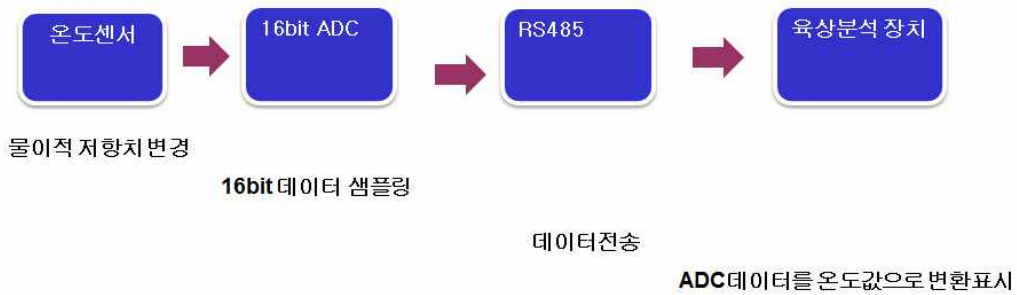 온도센서
16bit ADC
RS485
육상분석 장치
물이적 저항치 변경
16bit 데이터 샘플링
데이터전송
ADC데이터를 온도값으로 변환표시